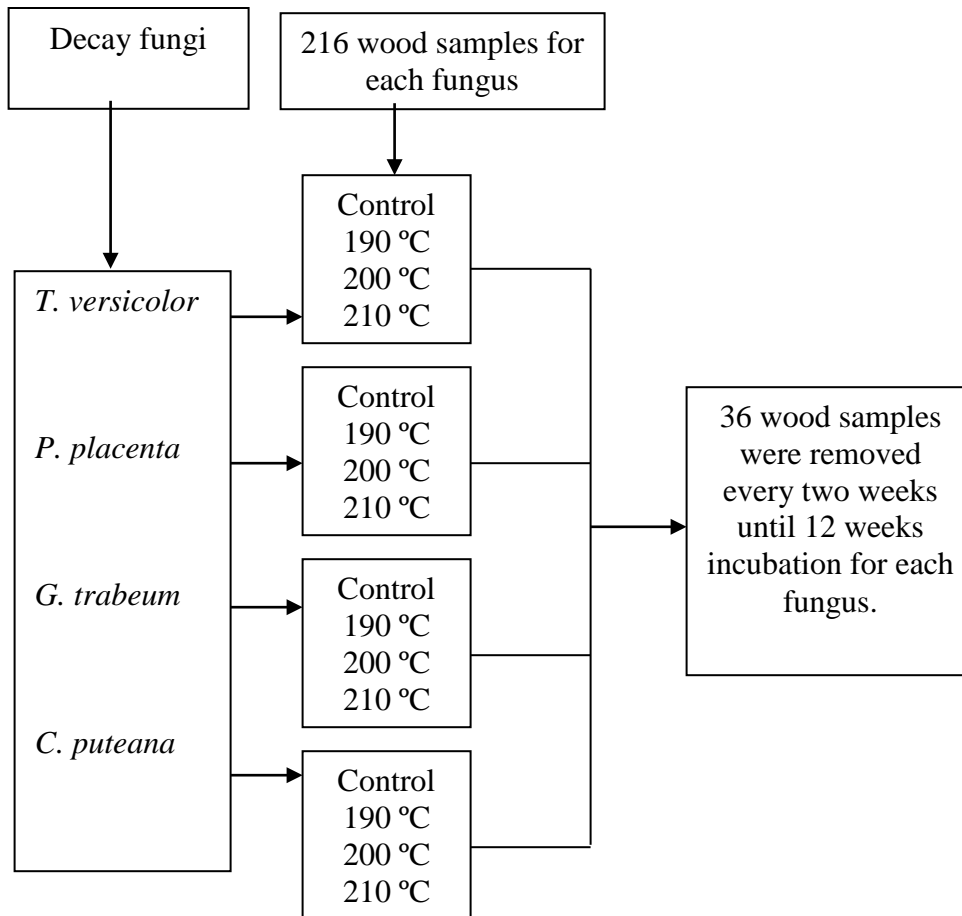 Decay fungi
216 wood samples for
each fungus
T. versicolor
P. placenta
G. trabeum
C. puteana
Control
190 ºC
200 ºC
210 ºC
Control
190 ºC
200 ºC
210 ºC
Control
190 ºC
200 ºC
210 ºC
Control
190 ºC
200 ºC
210 ºC
36 wood samples
were removed
every two weeks
until 12 weeks
incubation for each
fungus.